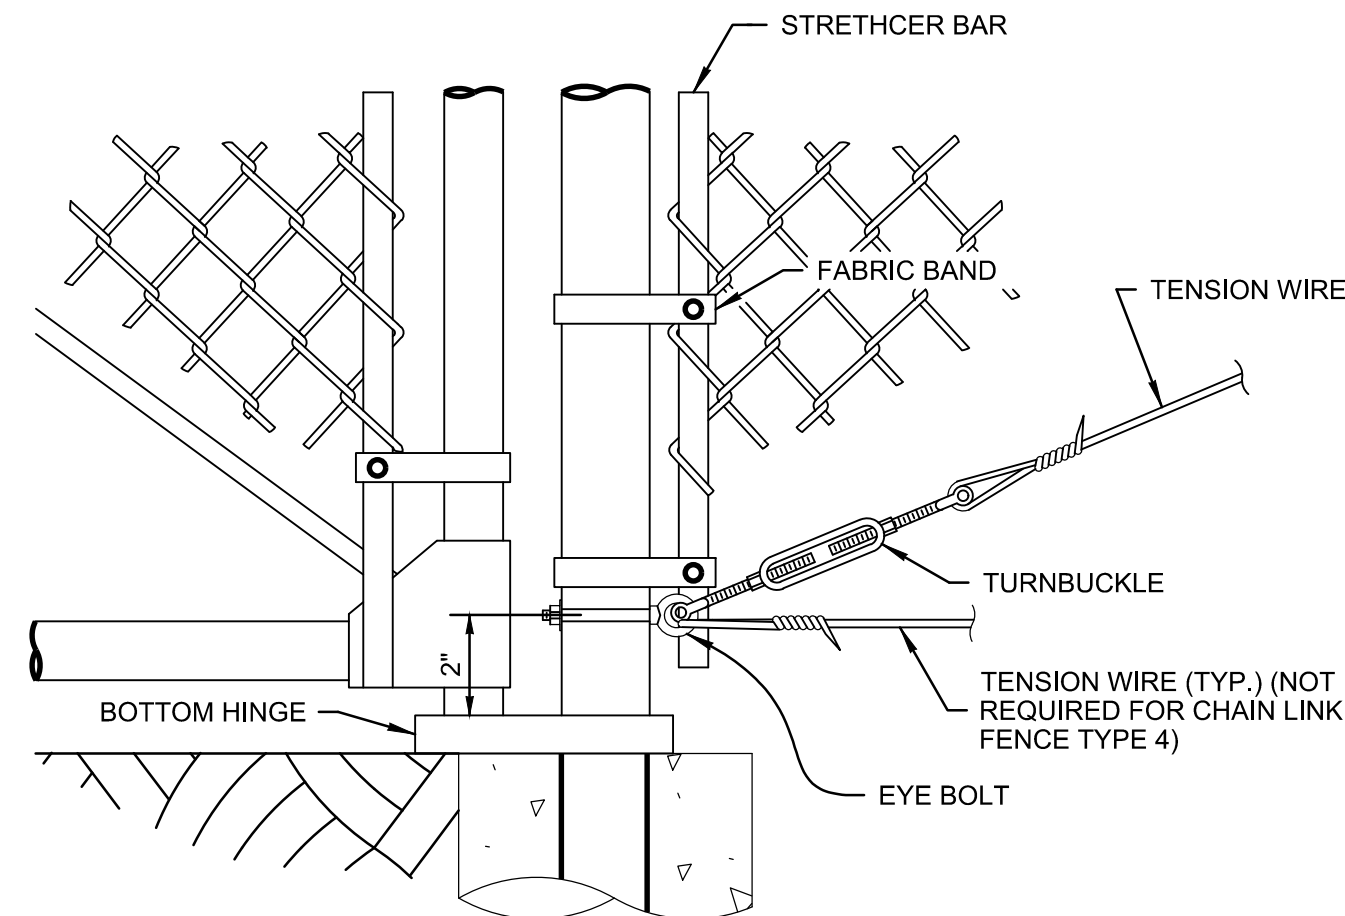 STRETHCER BAR
FABRIC BAND
TENSION WIRE
TURNBUCKLE
2"
TENSION WIRE (TYP.) (NOT
REQUIRED FOR CHAIN LINK
FENCE TYPE 4)
BOTTOM HINGE
EYE BOLT